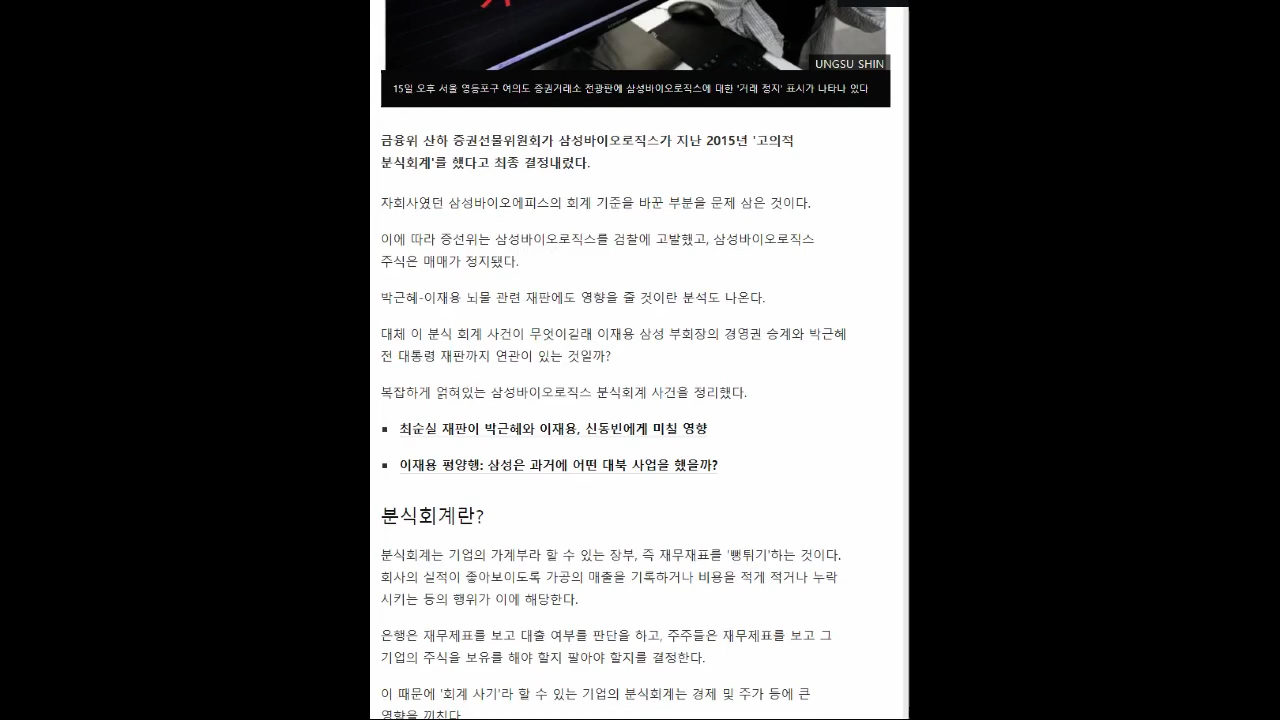 UNGSU SHIN
15일 오후 서울 영등포구 여의도 증권거래소 전광판에 삼성바이오로직스에 대한 '거래 정지' 표시가 나타나 있다
금융위 산하 증권선물위원회가 삼성바이오로직스가 지난 2015년 '고의적
분식회계'를 했다고 최종 결정내렸다.
자회사였던 삼성바이오에피스의 회계 기준을 바꾼 부분을 문제 삼은 것이다.
이에 따라 증선위는 삼성바이오로직스를 검찰에 고발했고, 삼성바이오로직스
주식은 매매가 정지됐다.
박근혜-이재용 뇌물 관련 재판에도 영향을 줄 것이란 분석도 나온다.
대체 이 분식 회계 사건이 무엇이길래 이재용 삼성 부회장의 경영권 승계와 박근혜
전 대통령 재판까지 연관이 있는 것일까?
복잡하게 얽혀있는 삼성바이오로직스 분식회계 사건을 정리했다.
▪ 최순실 재판이 박근혜와 이재용, 신동빈에게 미칠 영향
▪ 이재용 평양행: 삼성은 과거에 어떤 대북 사업을 했을까?
분식회계란?
분식회계는 기업의 가계부라 할 수 있는 장부, 즉 재무재표를 '뻥튀기'하는 것이다.
회사의 실적이 좋아보이도록 가공의 매출을 기록하거나 비용을 적게 적거나 누락
시키는 등의 행위가 이에 해당한다.
은행은 재무제표를 보고 대출 여부를 판단을 하고, 주주들은 재무제표를 보고 그
기업의 주식을 보유를 해야 할지 팔아야 할지를 결정한다.
이 때문에 '회계 사기'라 할 수 있는 기업의 분식회계는 경제 및 주가 등에 큰
영향을 끼친다